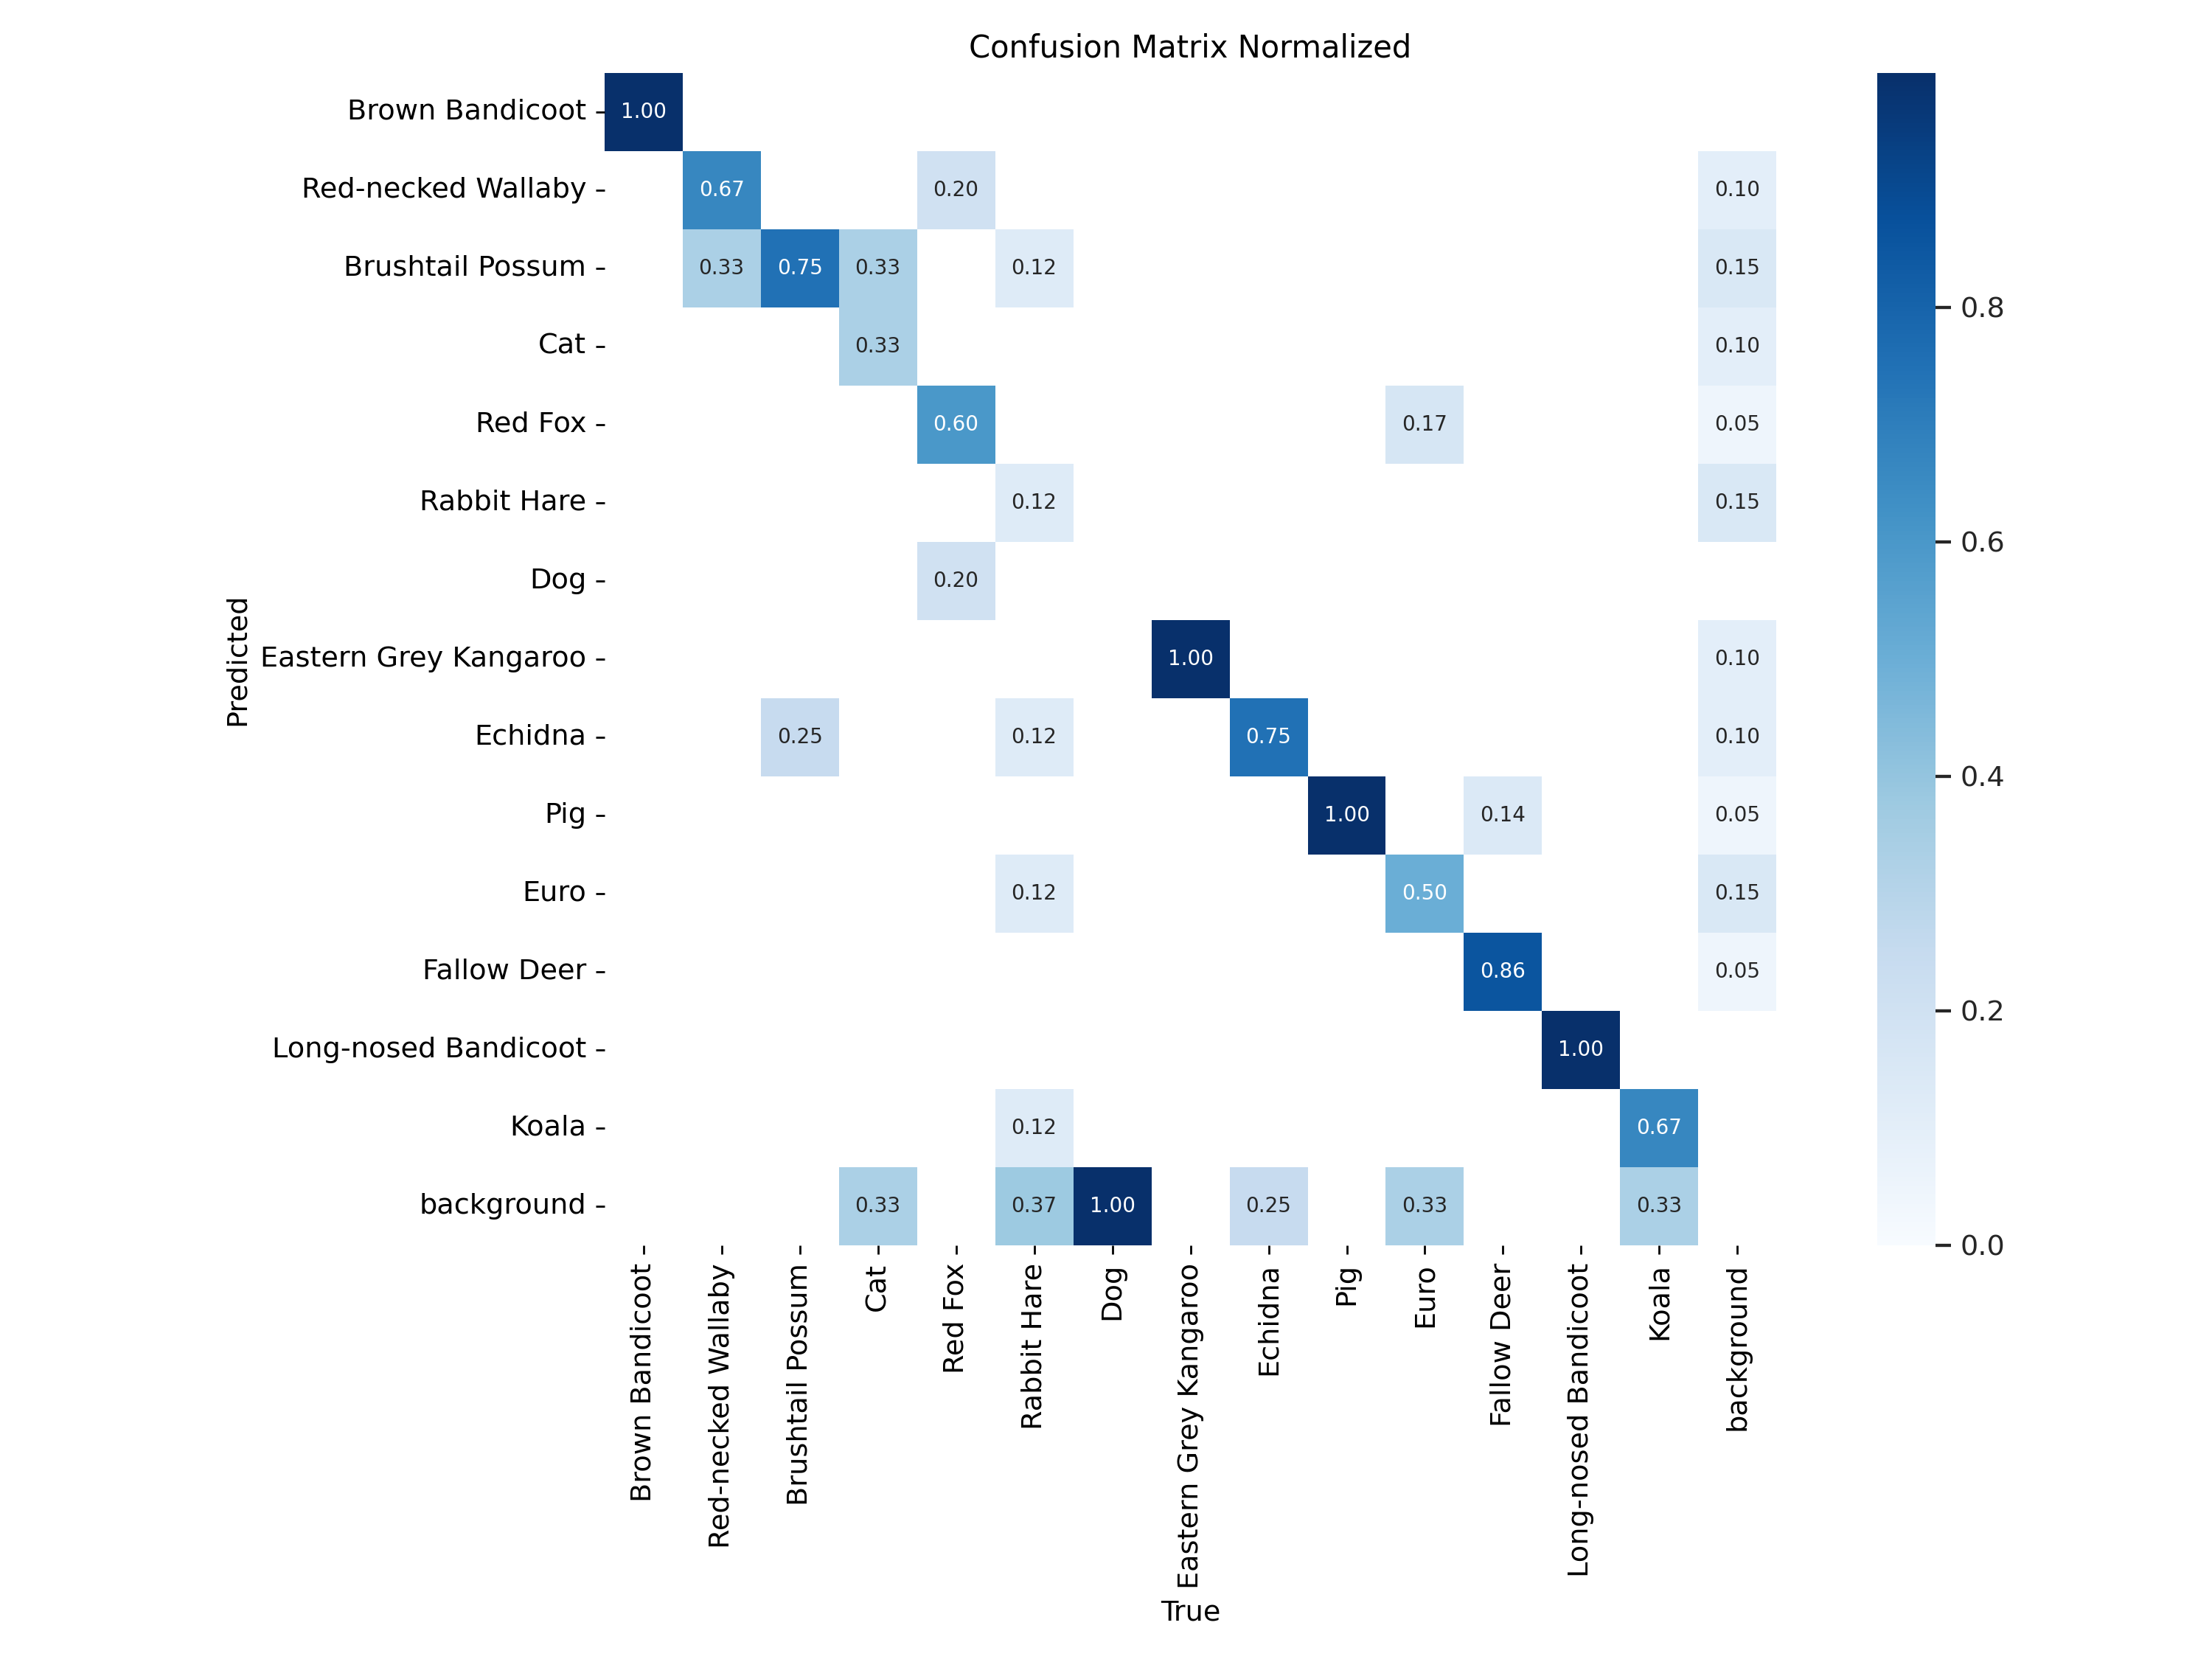 Confusion Matrix Normalized
Brown Bandicoot 1.00
Red-necked Wallaby 0.67 0.20 0.10
Brushtail Possum 0.33 0.75 0.33 0.12 0.15
Cat 0.33 0.10
Red Fox 0.60 0.17 0.05
Rabbit Hare 0.12 0.15
Dog 0.20
Eastern Grey Kangaroo 1.00 0.10
Echidna 0.25 0.12 0.75 0.10
Pig 1.00 0.14 0.05
Euro 0.12 0.50 0.15
Fallow Deer 0.86 0.05
Long-nosed Bandicoot 1.00
Koala 0.12 0.67
background 0.33 0.37 1.00 0.25 0.33 0.33
Predicted
Brown Bandicoot
Red-necked Wallaby
Brushtail Possum
Cat
Red Fox
Rabbit Hare
Dog
Eastern Grey Kangaroo
Echidna
Pig
Euro
Fallow Deer
Long-nosed Bandicoot
Koala
background
True
0.8
0.6
0.4
0.2
0.0